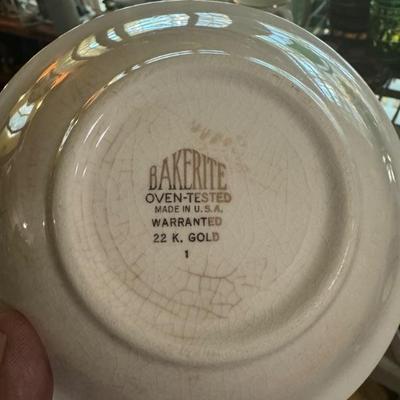 BAKERITE
OVEN-TESTED
MADE IN U.S.A.
WARRANTED
22 K. GOLD
1